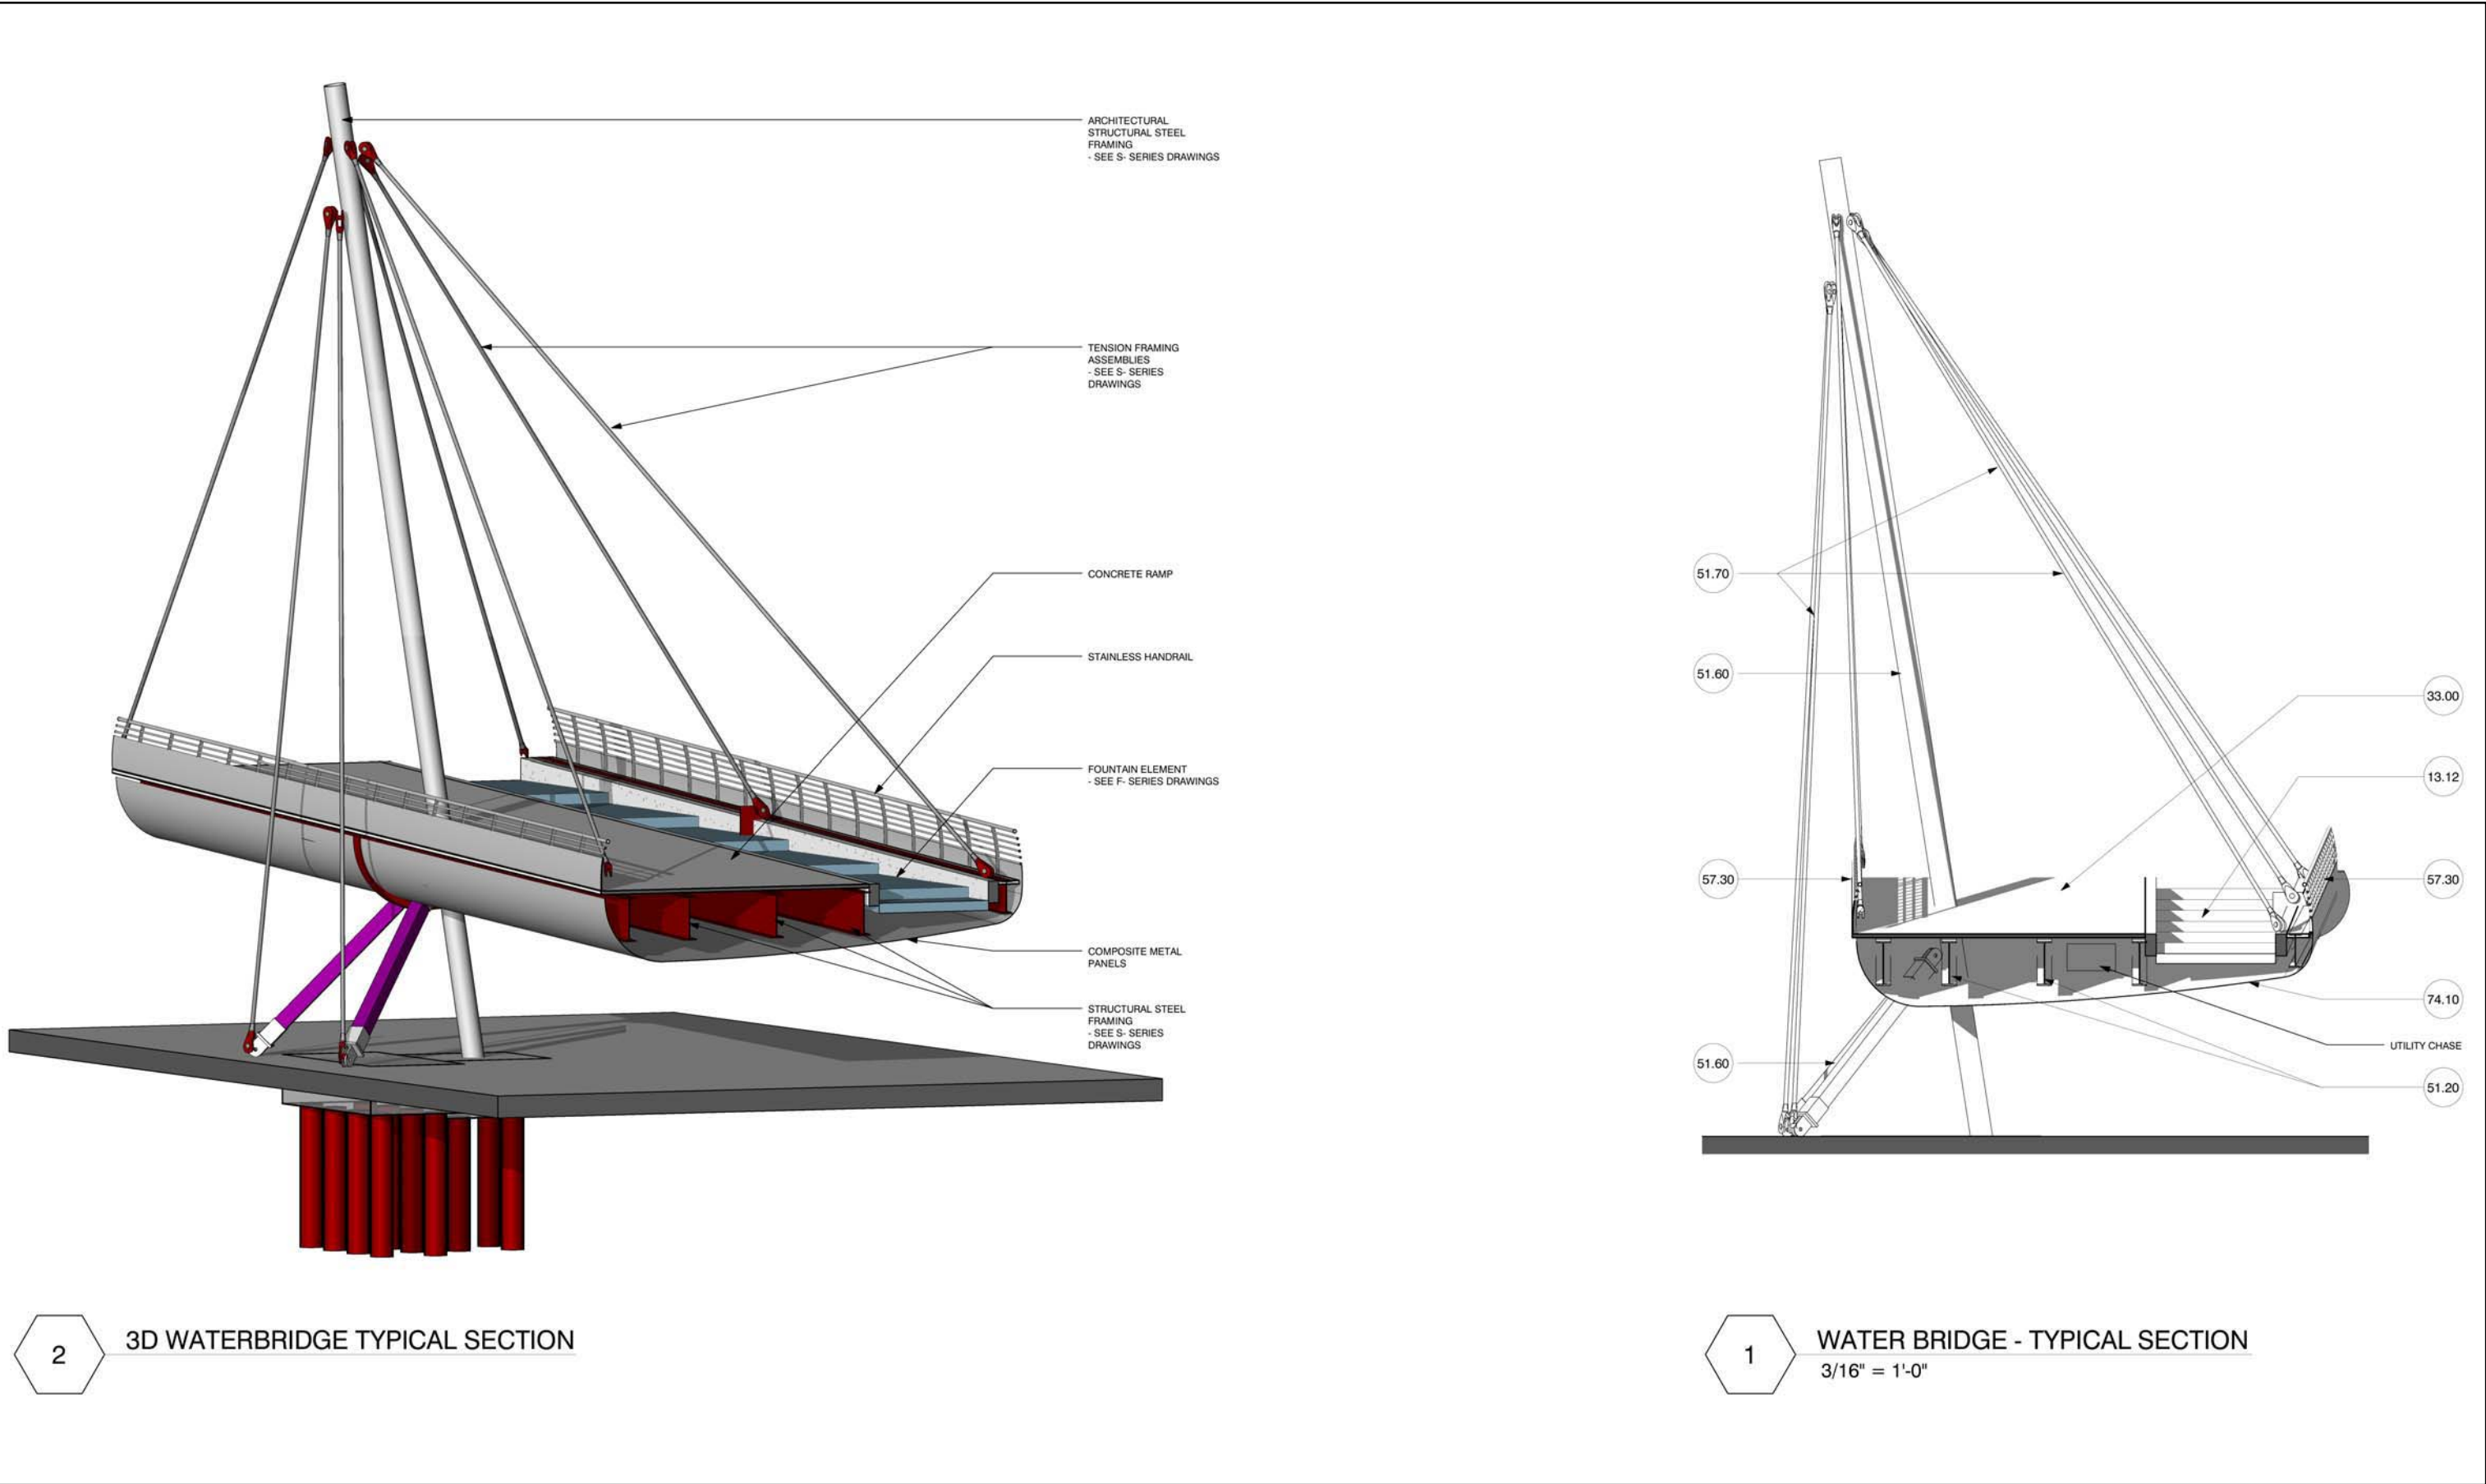 ARCHITECTURAL
STRUCTURAL STEEL
FRAMING
- SEE S- SERIES DRAWINGS
TENSION FRAMING
ASSEMBLIES
- SEE S- SERIES
DRAWINGS
CONCRETE RAMP
STAINLESS HANDRAIL
FOUNTAIN ELEMENT
- SEE F- SERIES DRAWINGS
COMPOSITE METAL
PANELS
STRUCTURAL STEEL
FRAMING
- SEE S- SERIES
DRAWINGS
2
3D WATERBRIDGE TYPICAL SECTION
51.70
51.60
57.30
51.60
33.00
13.12
57.30
74.10
UTILITY CHASE
51.20
1
WATER BRIDGE - TYPICAL SECTION
3/16" = 1'-0"